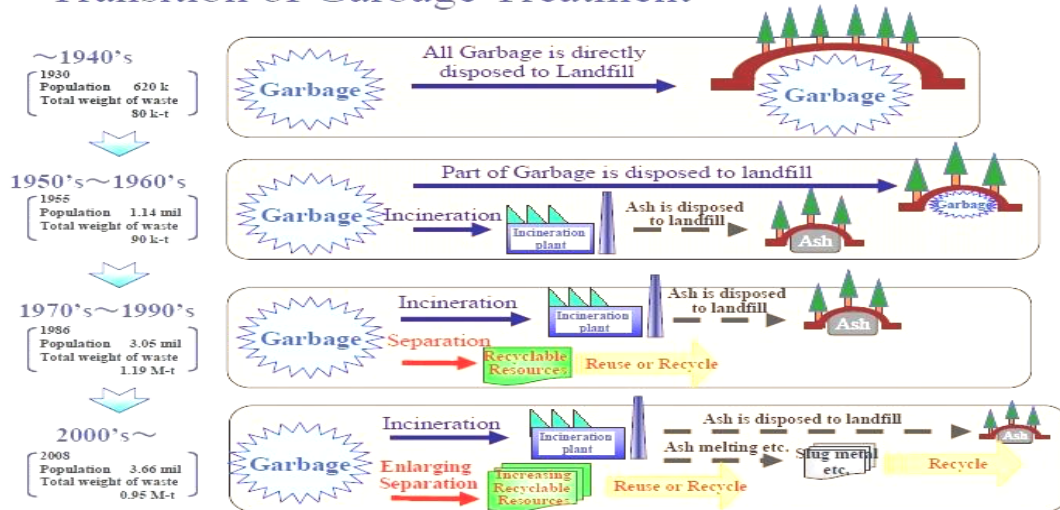 Transition of Garbage Treatment
~1940's
1930
Population 620 k
Total weight of waste
80 k-t
Garbage
All Garbage is directly
disposed to Landfill
Garbage
1950's~1960's
1955
Population 1.14 mil
Total weight of waste
90 k-t
Garbage
Part of Garbage is disposed to landfill
Garbage
Incineration
Incineration
plant
Ash is disposed
to landfill
Ash
1970's~1990's
1986
Population 3.05 mil
Total weight of waste
1.19 M-t
Garbage
Incineration
Incineration
plant
Ash is disposed
to landfill
Ash
Separation
Recyclable
Resources
Reuse or Recycle
2000's~
2008
Population 3.66 mil
Total weight of waste
0.95 M-t
Garbage
Incineration
Incineration
plant
Ash is disposed to landfill
Ash
Ash melting etc.
Slug metal
etc.
Recycle
Enlarging
Separation
Increasing
Recyclable
Resources
Reuse or Recycle